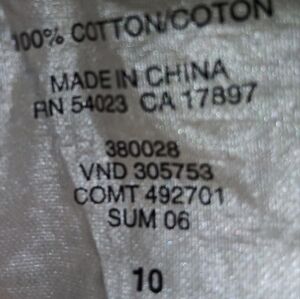 100% COTTON/COTON
MADE IN CHINA
RN 54023 CA 17897
380028
VND 305753
COMT 492701
SUM 06
10